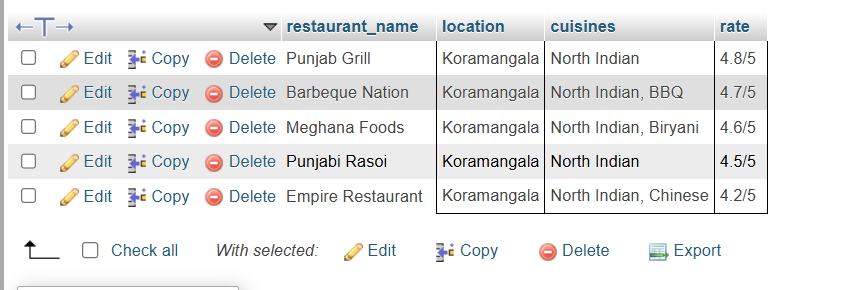 restaurant_name location cuisines rate
Edit Copy Delete Punjab Grill Koramangala North Indian 4.8/5
Edit Copy Delete Barbeque Nation Koramangala North Indian, BBQ 4.7/5
Edit Copy Delete Meghana Foods Koramangala North Indian, Biryani 4.6/5
Edit Copy Delete Punjabi Rasoi Koramangala North Indian 4.5/5
Edit Copy Delete Empire Restaurant Koramangala North Indian, Chinese 4.2/5
Check all With selected: Edit Copy Delete Export